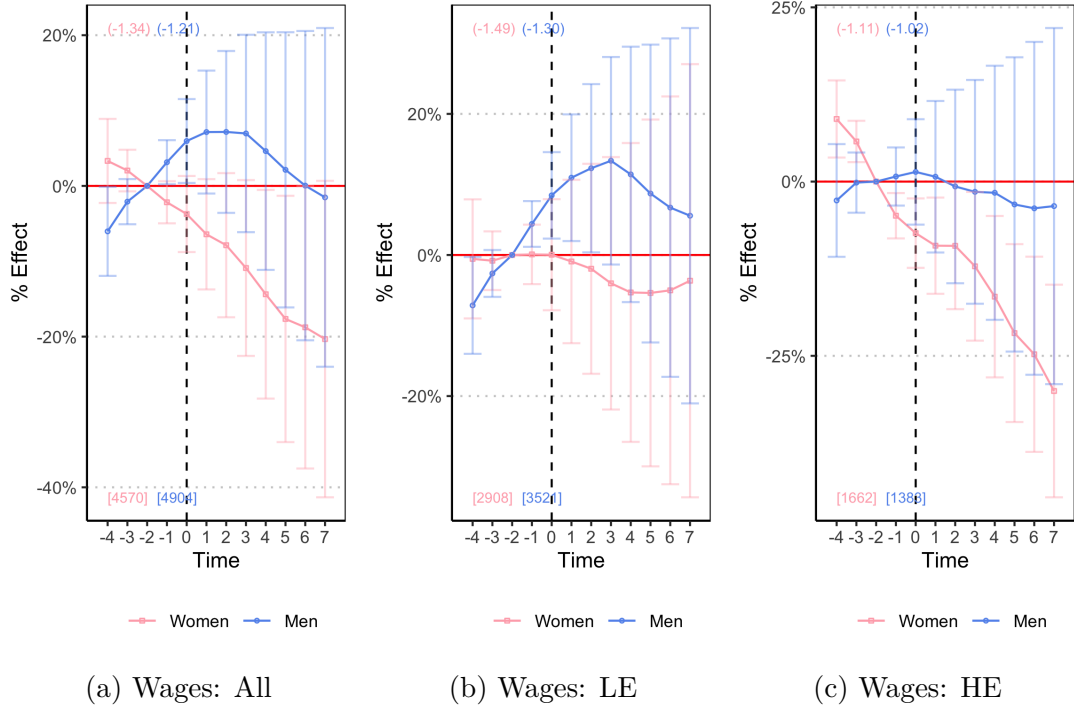 (-1.34) (-1.21)
20%
0%
-20%
-40%
% Effect
[4570] [4904]
-4 -3 -2 -1 0 1 2 3 4 5 6 7
Time
Women Men
(a) Wages: All
(-1.49) (-1.30)
20%
0%
-20%
% Effect
[2908] [3521]
-4 -3 -2 -1 0 1 2 3 4 5 6 7
Time
Women Men
(b) Wages: LE
25%
(-1.11) (-1.02)
0%
-25%
% Effect
[1662] [1383]
-4 -3 -2 -1 0 1 2 3 4 5 6 7
Time
Women Men
(c) Wages: HE